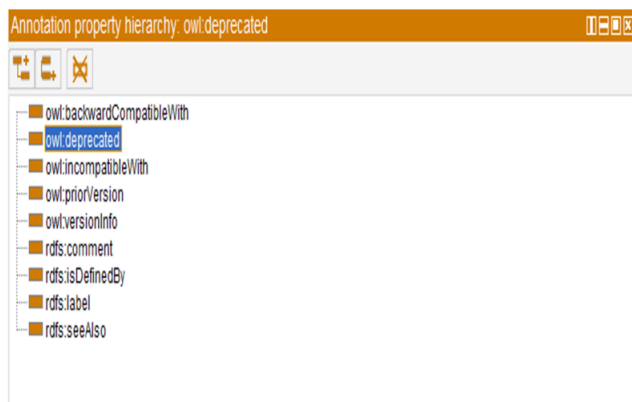 Annotation property hierarchy: owl:deprecated
owl:backwardCompatibleWith
owl:deprecated
owl:incompatibleWith
owl:priorVersion
owl:versionInfo
rdfs:comment
rdfs:isDefinedBy
rdfs:label
rdfs:seeAlso